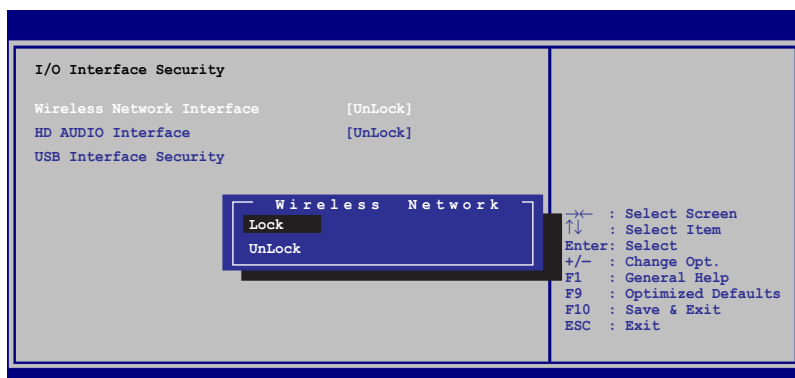 I/O Interface Security
Wireless Network Interface [UnLock]
HD AUDIO Interface [UnLock]
USB Interface Security
Wireless Network
Lock
UnLock
→← : Select Screen
↑↓ : Select Item
Enter: Select
+/− : Change Opt.
F1 : General Help
F9 : Optimized Defaults
F10 : Save & Exit
ESC : Exit